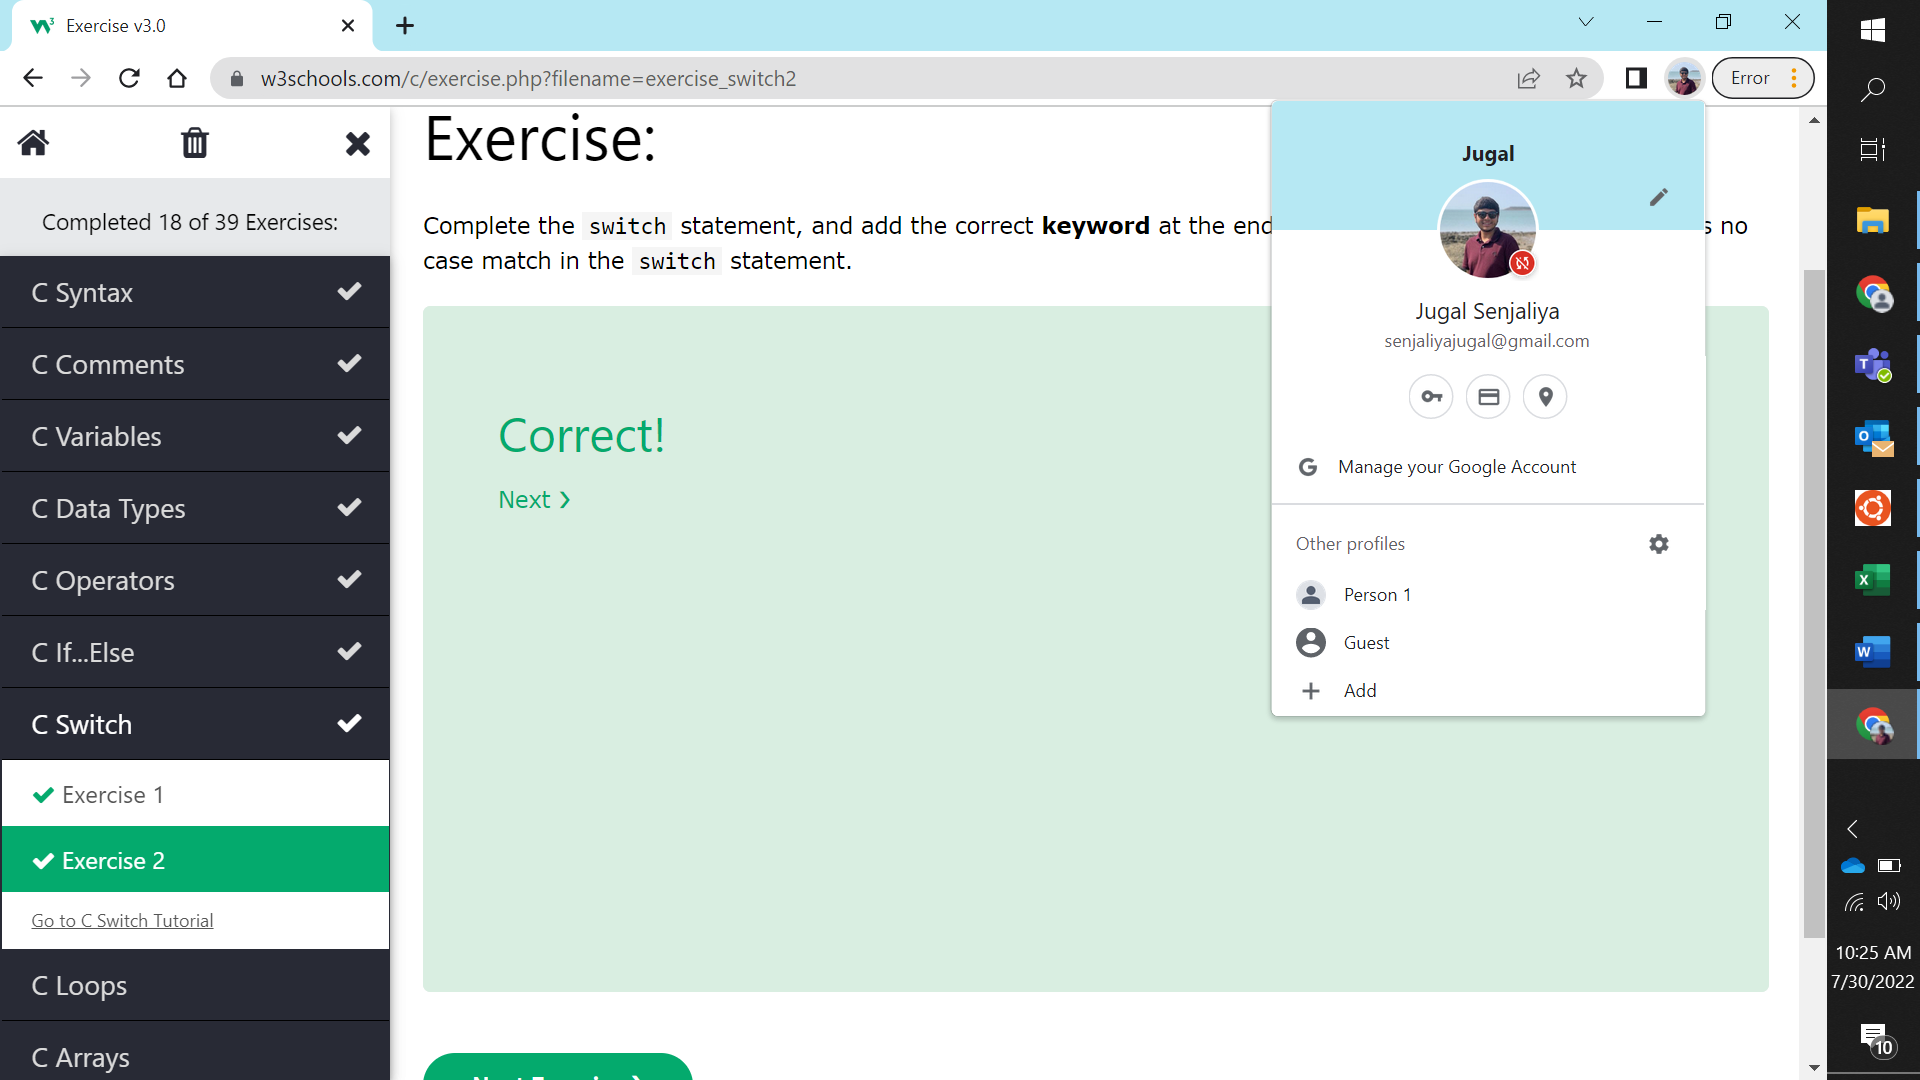 Exercise v3.0
w3schools.com/c/exercise.php?filename=exercise_switch2
Error
Completed 18 of 39 Exercises:
C Syntax
C Comments
C Variables
C Data Types
C Operators
C If...Else
C Switch
Exercise 1
Exercise 2
Go to C Switch Tutorial
C Loops
C Arrays
Exercise:
Complete the switch statement, and add the correct keyword at the end
s no
case match in the switch statement.
Correct!
Next ❯
Jugal
Jugal Senjaliya
senjaliyajugal@gmail.com
Manage your Google Account
Other profiles
Person 1
Guest
Add
10:25 AM
7/30/2022
10